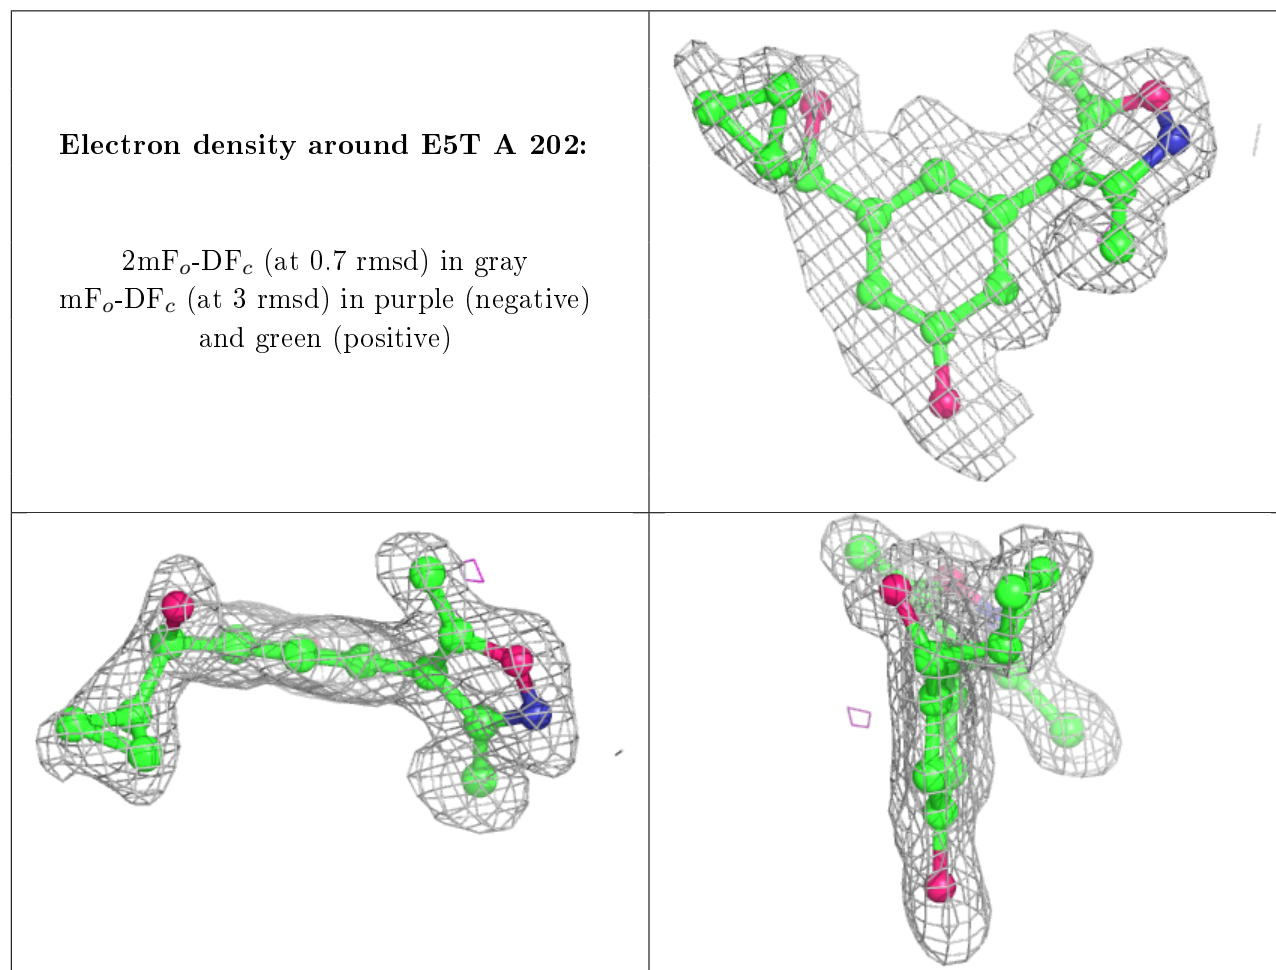 Electron density around E5T A 202:
2mFo-DFc (at 0.7 rmsd) in gray
mFo-DFc (at 3 rmsd) in purple (negative)
and green (positive)